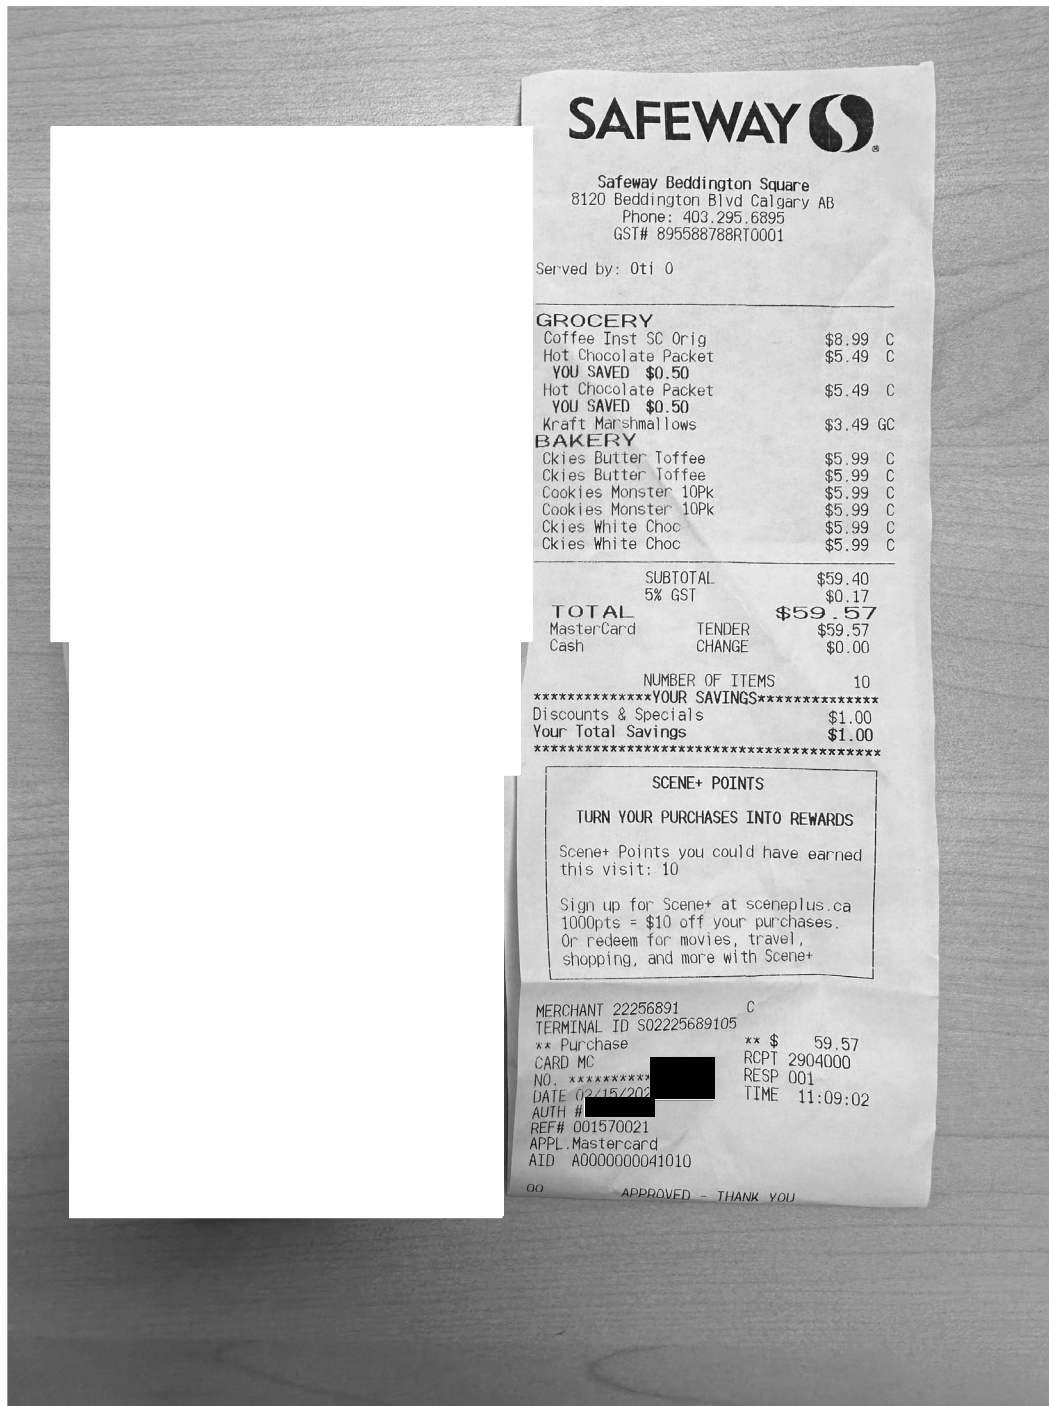 SAFEWAY
Safeway Beddington Square
8120 Beddington Blvd Calgary AB
Phone: 403.295.6895
GST# 895588788RT0001
Served by: Oti O
GROCERY
Coffee Inst SC Orig $8.99 C
Hot Chocolate Packet $5.49 C
YOU SAVED $0.50
Hot Chocolate Packet $5.49 C
YOU SAVED $0.50
Kraft Marshmallows $3.49 GC
BAKERY
Ckies Butter Toffee $5.99 C
Ckies Butter Toffee $5.99 C
Cookies Monster 10Pk $5.99 C
Cookies Monster 10Pk $5.99 C
Ckies White Choc $5.99 C
Ckies White Choc $5.99 C
SUBTOTAL $59.40
5% GST $0.17
TOTAL $59.57
MasterCard TENDER $59.57
Cash CHANGE $0.00
NUMBER OF ITEMS 10
**************YOUR SAVINGS**************
Discounts & Specials $1.00
Your Total Savings $1.00
****************************************
SCENE+ POINTS
TURN YOUR PURCHASES INTO REWARDS
Scene+ Points you could have earned
this visit: 10
Sign up for Scene+ at sceneplus.ca
1000pts = $10 off your purchases.
Or redeem for movies, travel,
shopping, and more with Scene+
MERCHANT 22256891 C
TERMINAL ID S02225689105
** Purchase ** $ 59.57
CARD MC RCPT 2904000
NO. ********** RESP 001
DATE TIME 11:09:02
AUTH #
REF# 001570021
APPL.Mastercard
AID A0000000041010
00 APPROVED - THANK YOU